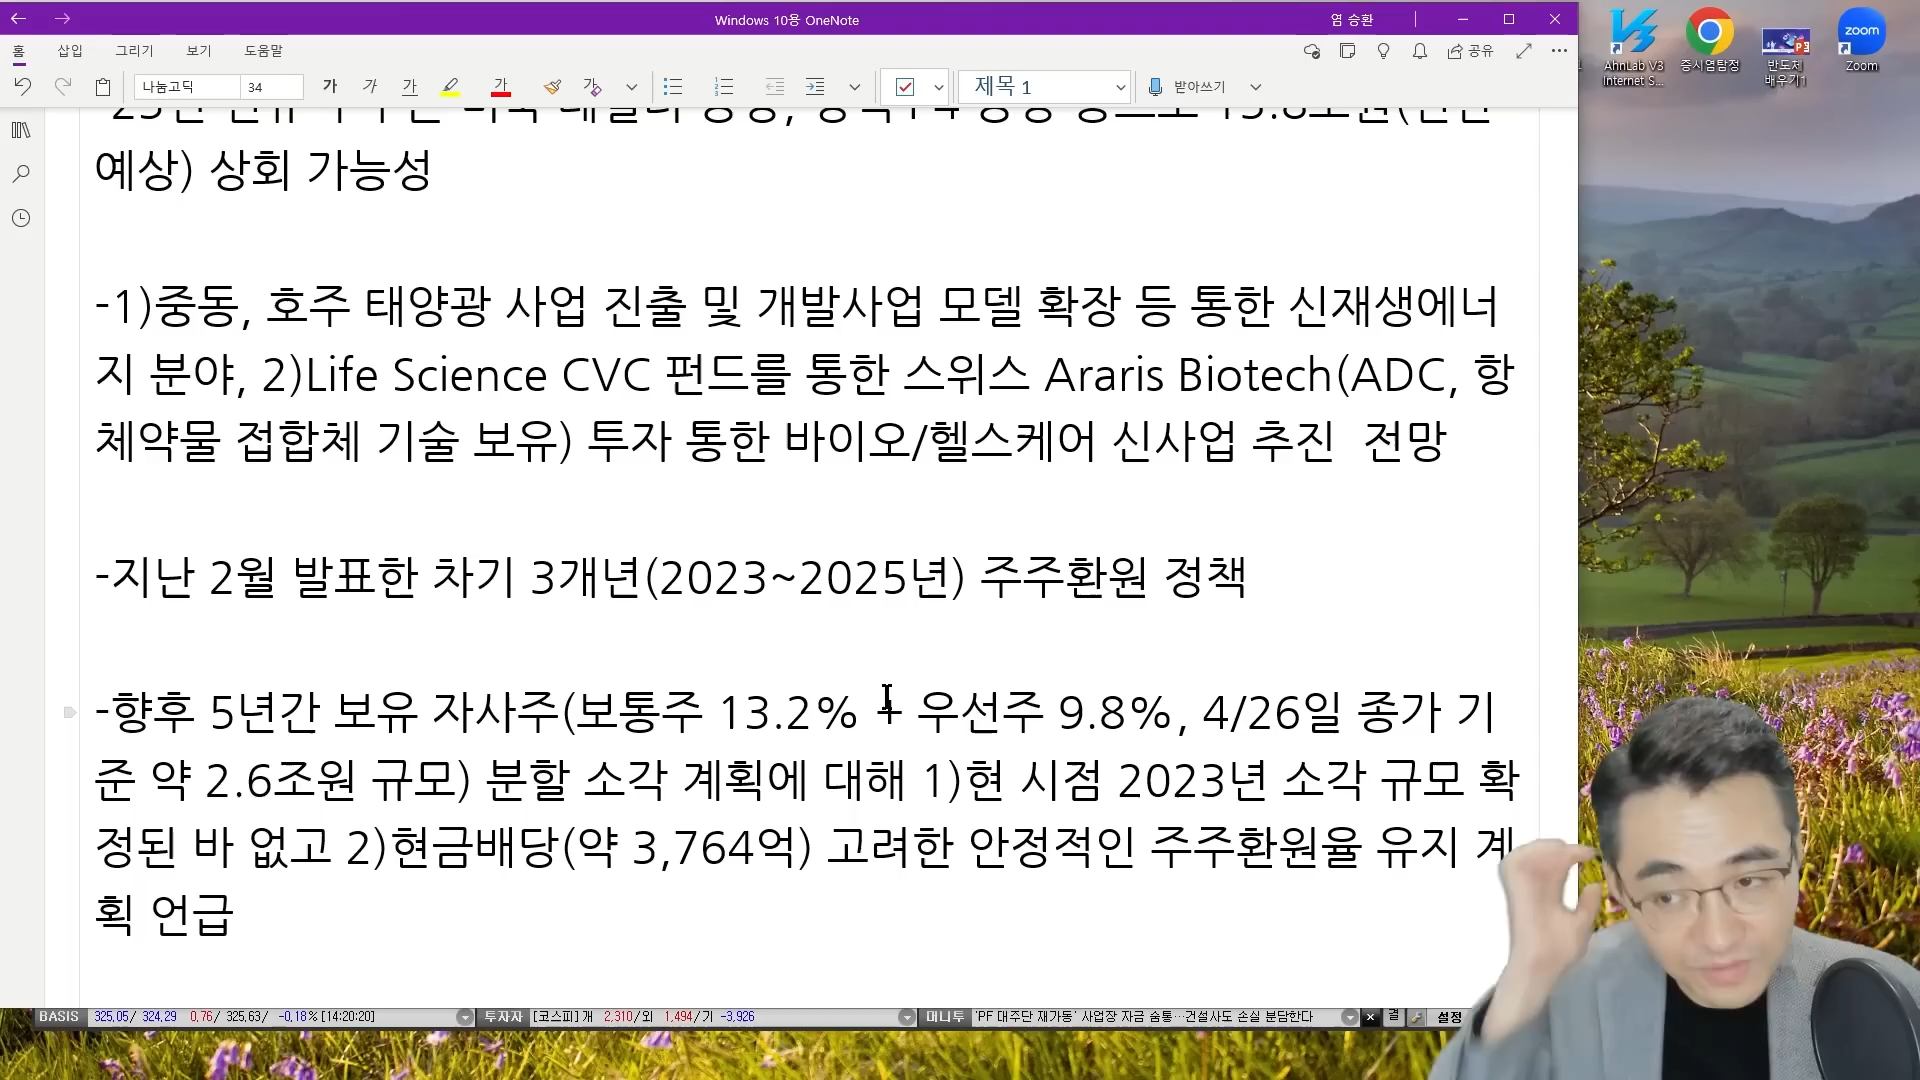 Windows 10용 OneNote
염 승환
홈 삽입 그리기 보기 도움말
공유
나눔고딕 34 가 가 가 가 가 제목 1 받아쓰기
예상) 상회 가능성
-1)중동, 호주 태양광 사업 진출 및 개발사업 모델 확장 등 통한 신재생에너
지 분야, 2)Life Science CVC 펀드를 통한 스위스 Araris Biotech(ADC, 항
체약물 접합체 기술 보유) 투자 통한 바이오/헬스케어 신사업 추진 전망
-지난 2월 발표한 차기 3개년(2023~2025년) 주주환원 정책
-향후 5년간 보유 자사주(보통주 13.2% + 우선주 9.8%, 4/26일 종가 기
준 약 2.6조원 규모) 분할 소각 계획에 대해 1)현 시점 2023년 소각 규모 확
정된 바 없고 2)현금배당(약 3,764억) 고려한 안정적인 주주환원율 유지 계
획 언급
BASIS 325,05/ 324,29 0,76/ 325,63/ -0,18% [14:20:20] 투자자 [코스피]개 2,310/외 1,494/기 -3,926 머니투 'PF 대주단 재가동' 사업장 자금 숨통…건설사도 손실 분담한다 결 설정
AhnLab V3
Internet S...
증시염탐정
반도체
배우기1
zoom
Zoom